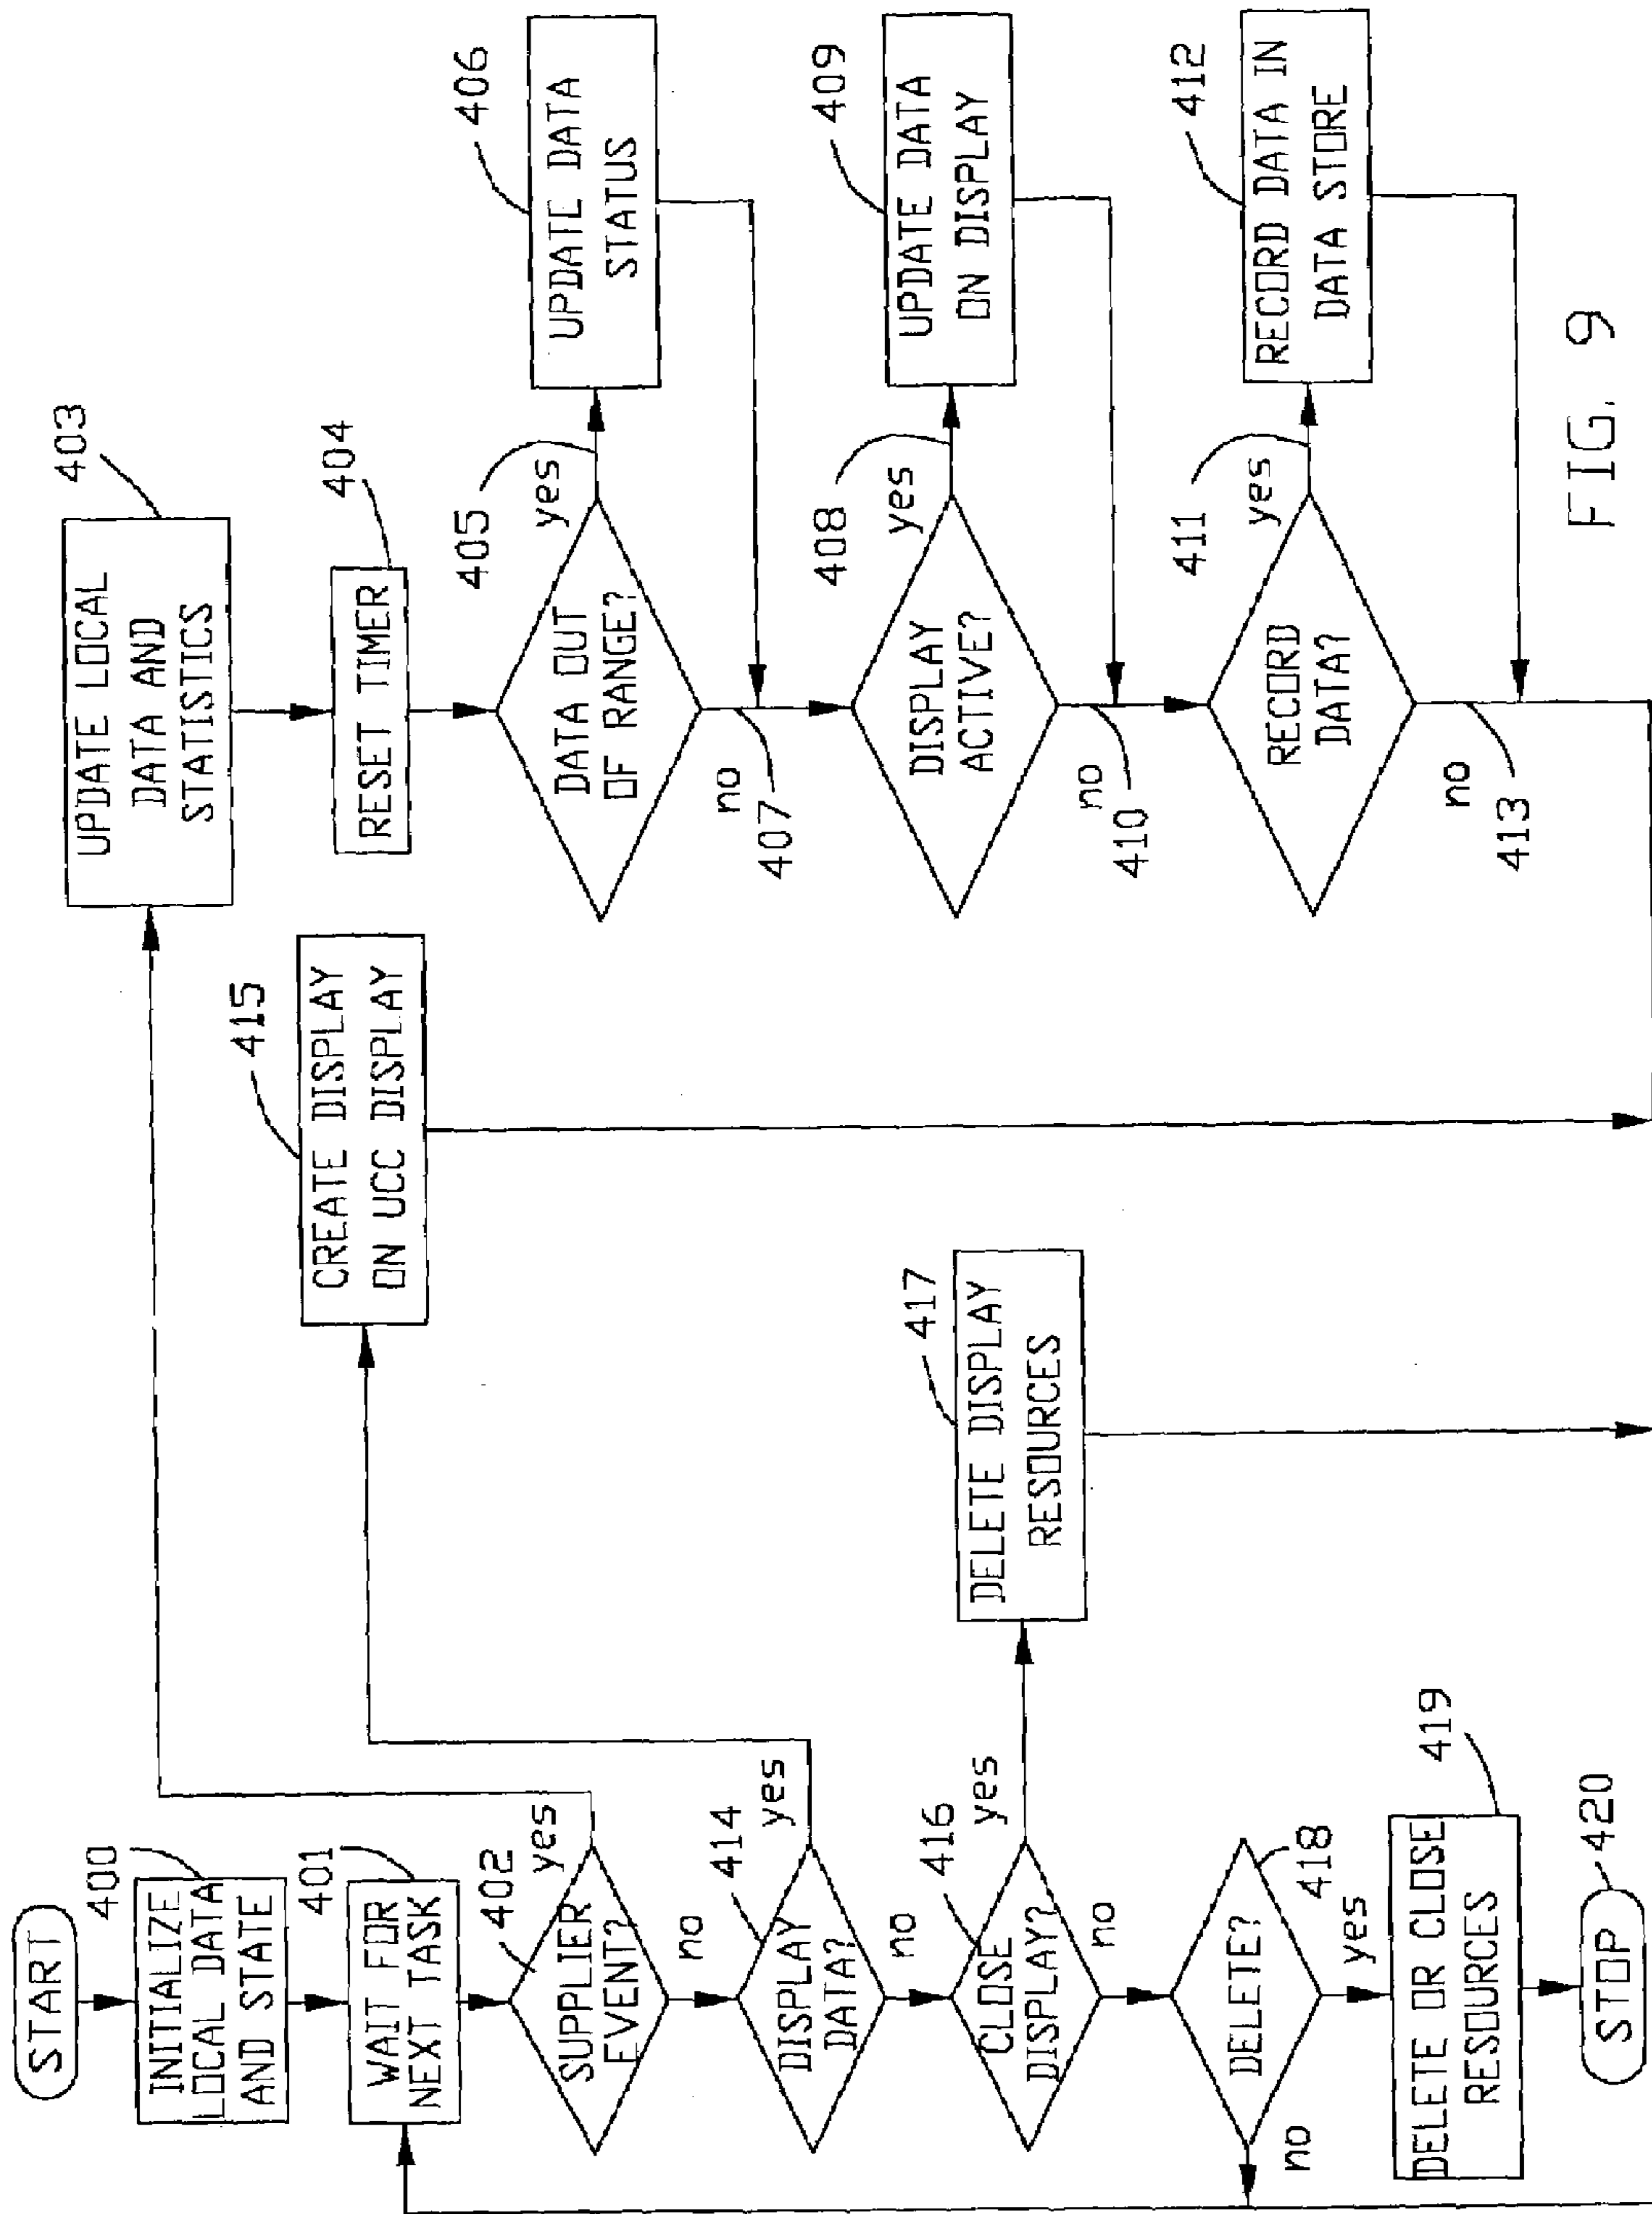 START
INITIALIZE
LOCAL DATA
AND STATE
400
WAIT FOR
NEXT TASK
401
SUPPLIER
EVENT?
402
yes
no
DISPLAY
DATA?
414
yes
no
CLOSE
DISPLAY?
416
yes
no
DELETE?
418
yes
no
DELETE OR CLOSE
RESOURCES
419
STOP
420
CREATE DISPLAY
ON UCC DISPLAY
415
DELETE DISPLAY
RESOURCES
417
UPDATE LOCAL
DATA AND
STATISTICS
403
RESET TIMER
404
DATA OUT
OF RANGE?
405
yes
no
407
UPDATE DATA
STATUS
406
DISPLAY
ACTIVE?
408
yes
no
410
UPDATE DATA
ON DISPLAY
409
RECORD
DATA?
411
yes
no
413
RECORD DATA IN
DATA STORE
412
FIG. 9